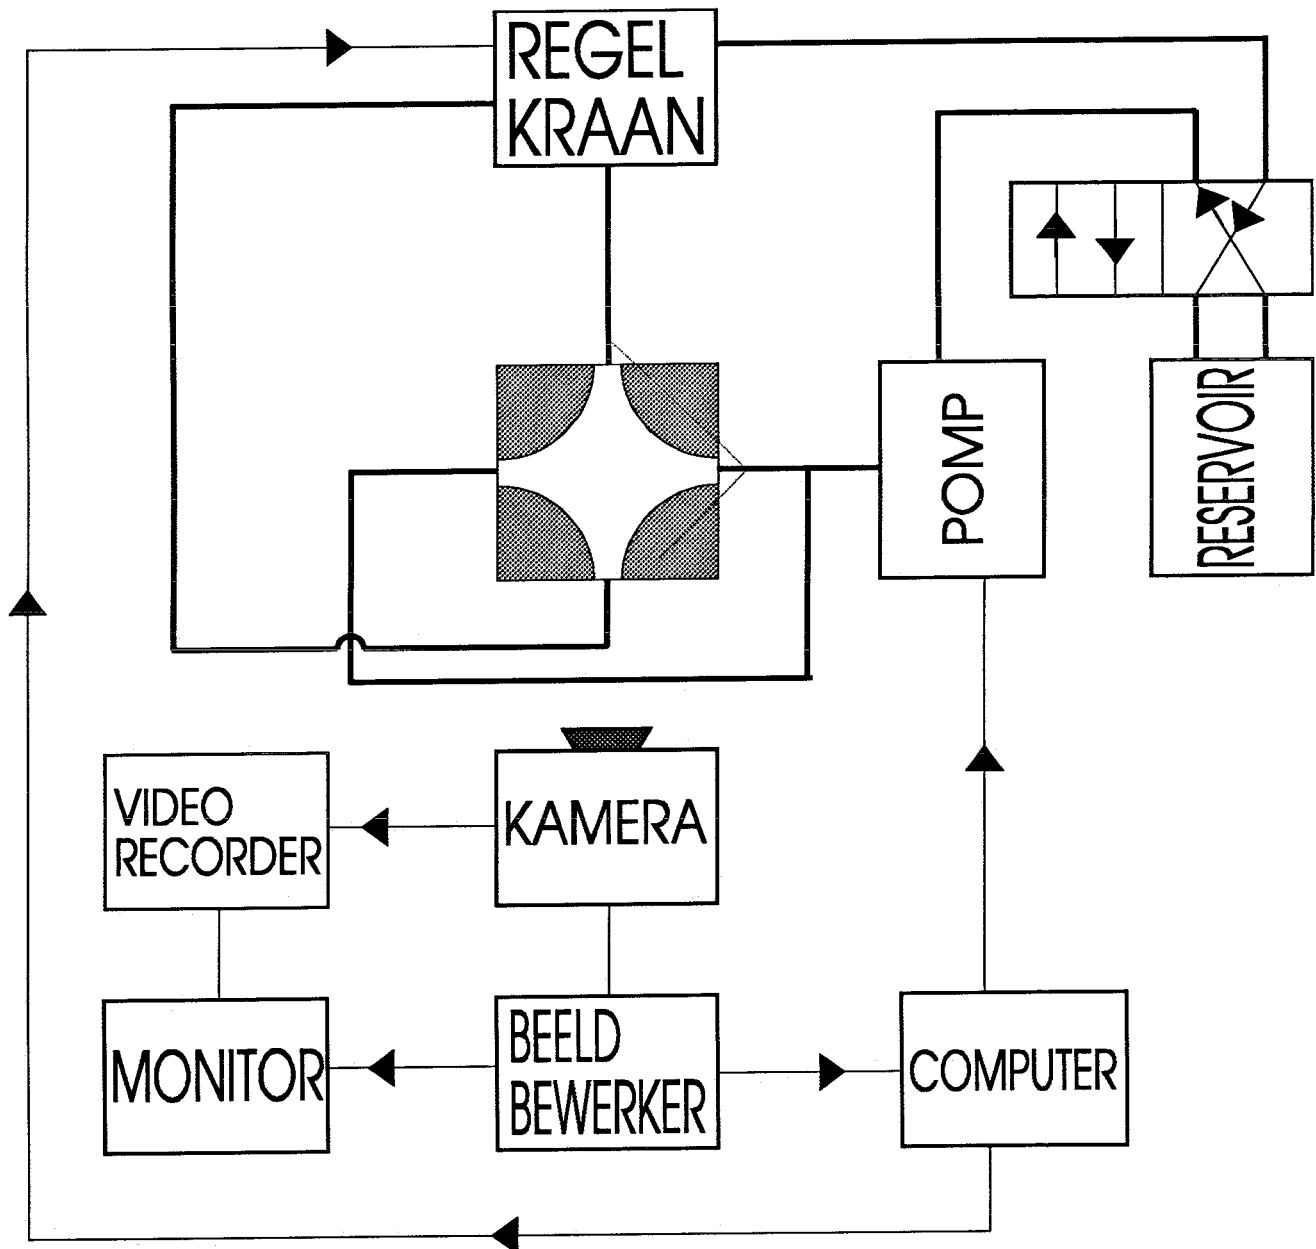 REGEL
KRAAN
POMP
RESERVOIR
VIDEO
RECORDER
KAMERA
MONITOR
BEELD
BEWERKER
COMPUTER